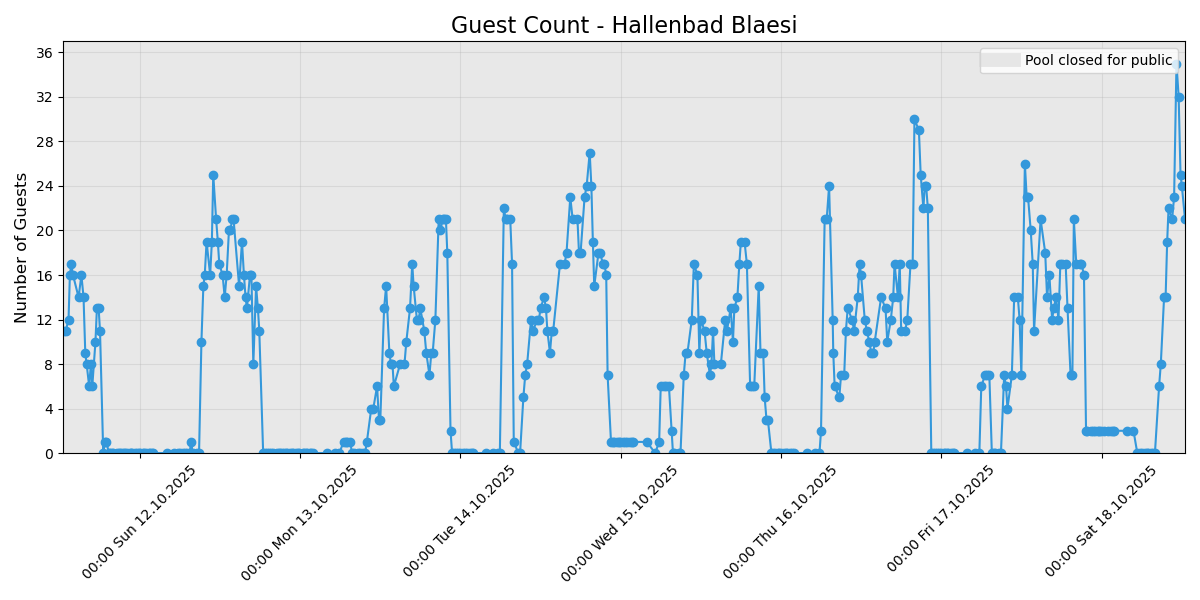 Guest Count - Hallenbad Blaesi
Pool closed for public
Number of Guests
36
32
28
24
20
16
12
8
4
0
00:00 Sun 12.10.2025
00:00 Mon 13.10.2025
00:00 Tue 14.10.2025
00:00 Wed 15.10.2025
00:00 Thu 16.10.2025
00:00 Fri 17.10.2025
00:00 Sat 18.10.2025